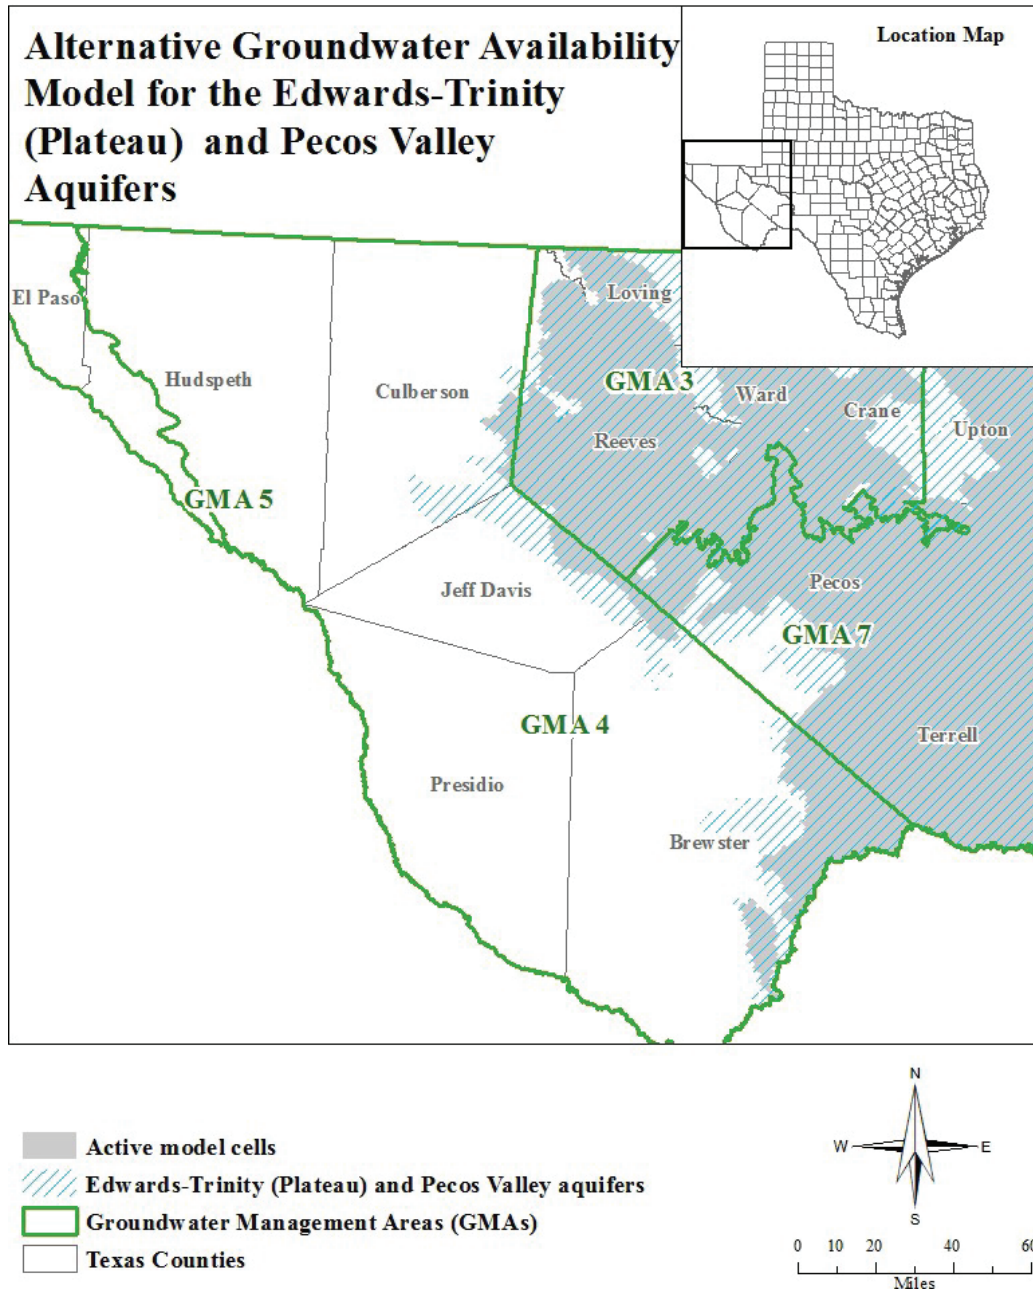 Alternative Groundwater Availability
Model for the Edwards-Trinity
(Plateau) and Pecos Valley
Aquifers
Location Map
El Paso
Hudspeth
Culberson
Loving
GMA 3
Ward
Crane
Upton
Reeves
GMA 5
Jeff Davis
Pecos
GMA 7
GMA 4
Terrell
Presidio
Brewster
N
W
E
S
Active model cells
Edwards-Trinity (Plateau) and Pecos Valley aquifers
Groundwater Management Areas (GMAs)
Texas Counties
0 10 20 40 60
Miles